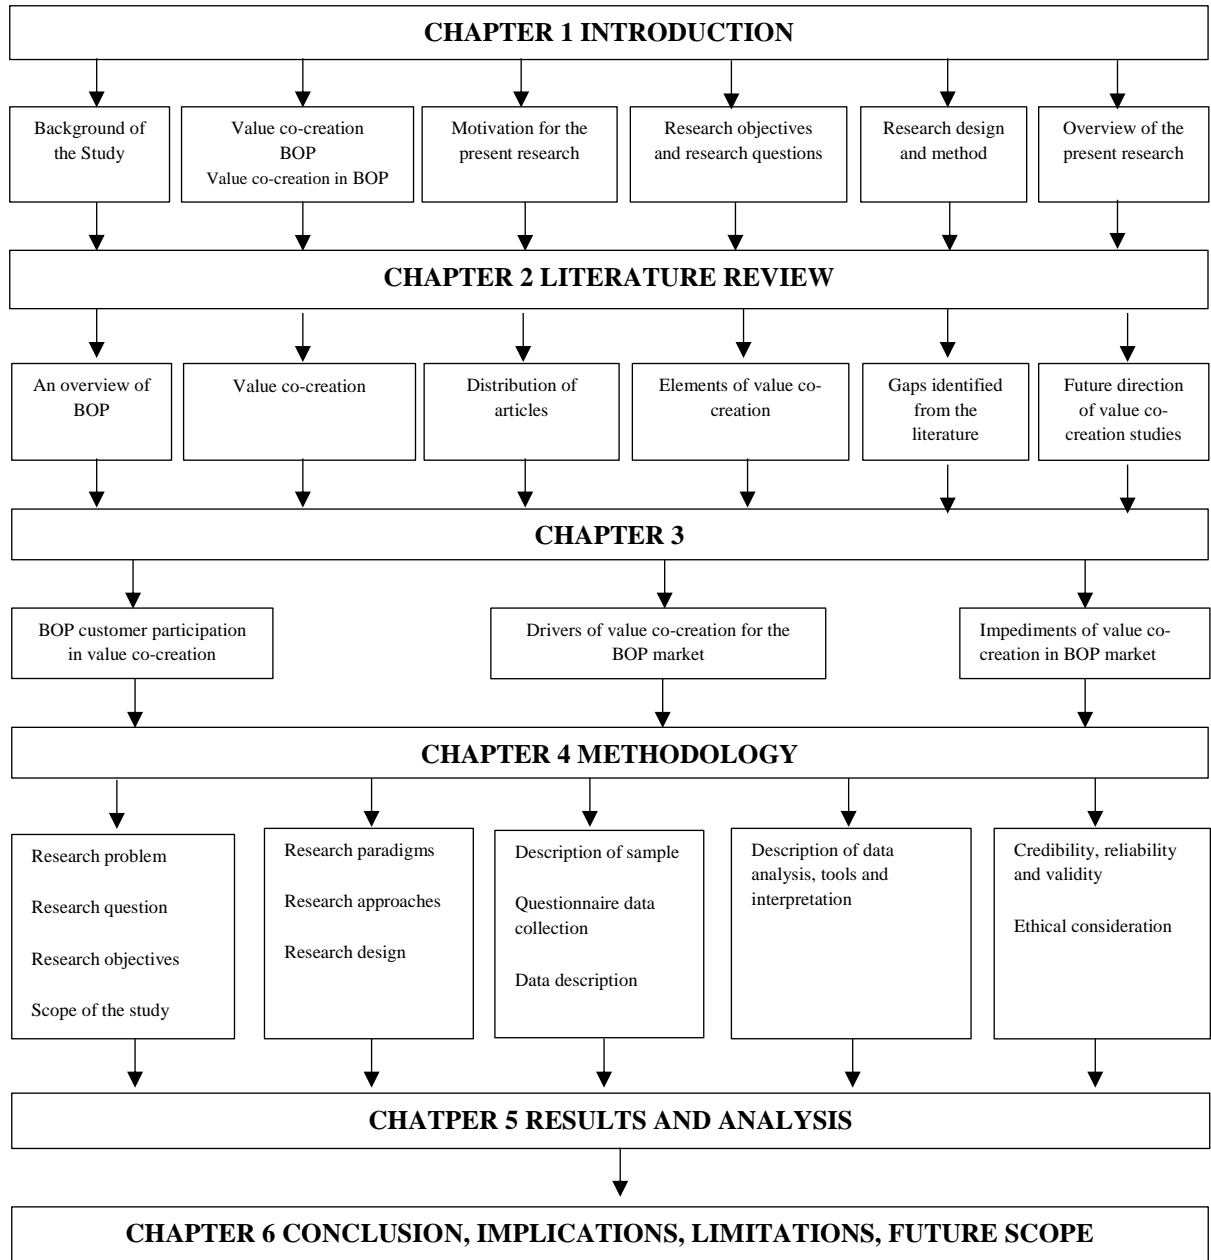 CHAPTER 1 INTRODUCTION
Background of
the Study
Value co-creation
BOP
Value co-creation in BOP
Motivation for the
present research
Research objectives
and research questions
Research design
and method
Overview of the
present research
CHAPTER 2 LITERATURE REVIEW
An overview of
BOP
Value co-creation
Distribution of
articles
Elements of value co-
creation
Gaps identified
from the
literature
Future direction
of value co-
creation studies
CHAPTER 3
BOP customer participation
in value co-creation
Drivers of value co-creation for the
BOP market
Impediments of value co-
creation in BOP market
CHAPTER 4 METHODOLOGY
Research problem
Research question
Research objectives
Scope of the study
Research paradigms
Research approaches
Research design
Description of sample
Questionnaire data
collection
Data description
Description of data
analysis, tools and
interpretation
Credibility, reliability
and validity
Ethical consideration
CHATPER 5 RESULTS AND ANALYSIS
CHAPTER 6 CONCLUSION, IMPLICATIONS, LIMITATIONS, FUTURE SCOPE